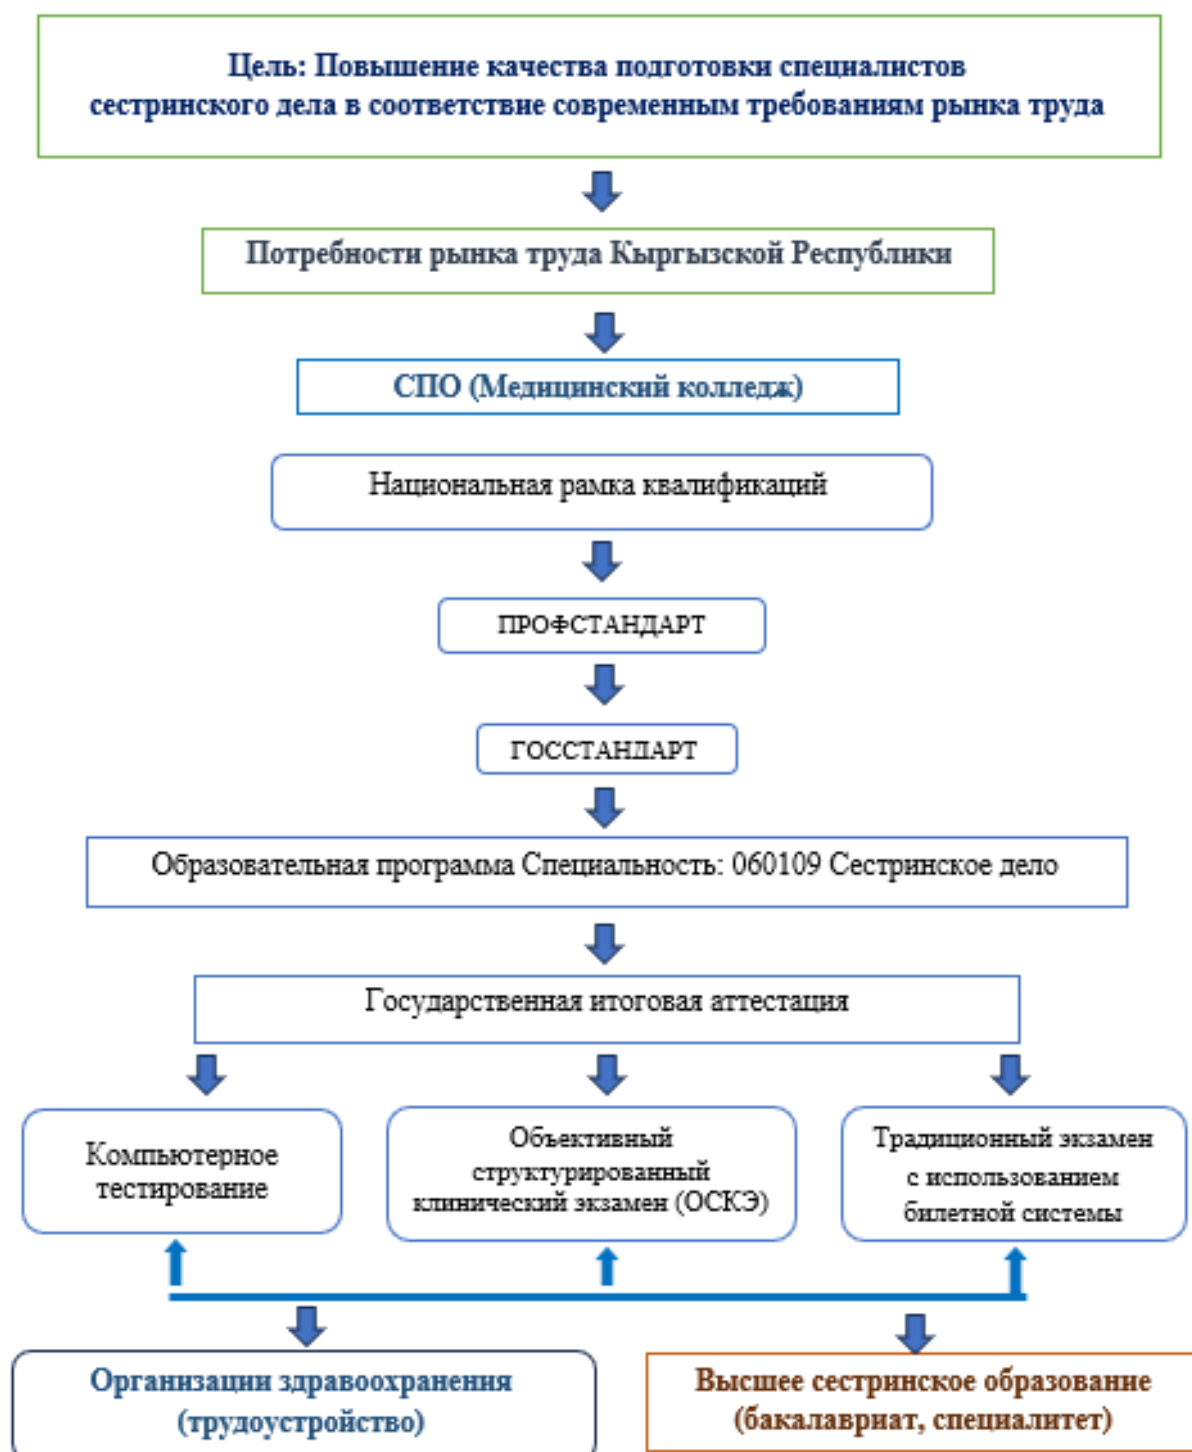 Цель: Повышение качества подготовки специалистов
сестринского дела в соответствие современным требованиям рынка труда
Потребности рынка труда Кыргызской Республики
СПО (Медицинский колледж)
Национальная рамка квалификаций
ПРОФСТАНДАРТ
ГОССТАНДАРТ
Образовательная программа Специальность: 060109 Сестринское дело
Государственная итоговая аттестация
Компьютерное
тестирование
Объективный
структурированный
клинический экзамен (ОСКЭ)
Традиционный экзамен
с использованием
билетной системы
Организации здравоохранения
(трудоустройство)
Высшее сестринское образование
(бакалавриат, специалитет)